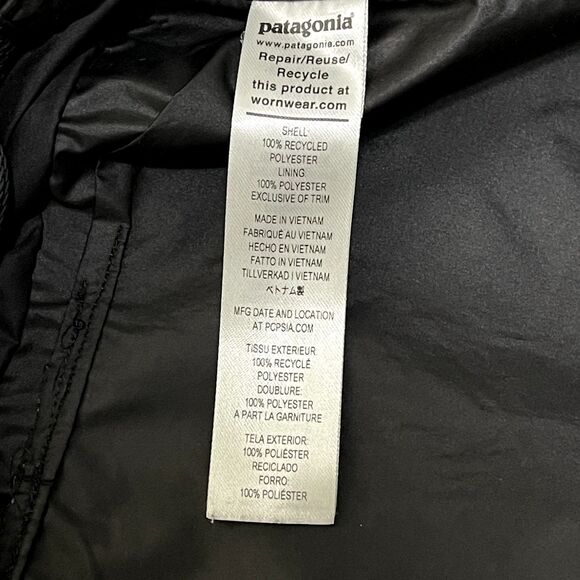 patagonia®
www.patagonia.com
Repair/Reuse/
Recycle
this product at
wornwear.com
SHELL:
100% RECYCLED
POLYESTER
LINING:
100% POLYESTER
EXCLUSIVE OF TRIM
MADE IN VIETNAM
FABRIQUÉ AU VIETNAM
HECHO EN VIETNAM
FATTO IN VIETNAM
TILLVERKAD I VIETNAM
ベトナム製
MFG DATE AND LOCATION
AT PCPSIA.COM
TISSU EXTERIEUR:
100% RECYCLÉ
POLYESTER
DOUBLURE:
100% POLYESTER
A PART LA GARNITURE
TELA EXTERIOR:
100% POLIÉSTER
RECICLADO
FORRO:
100% POLIÉSTER